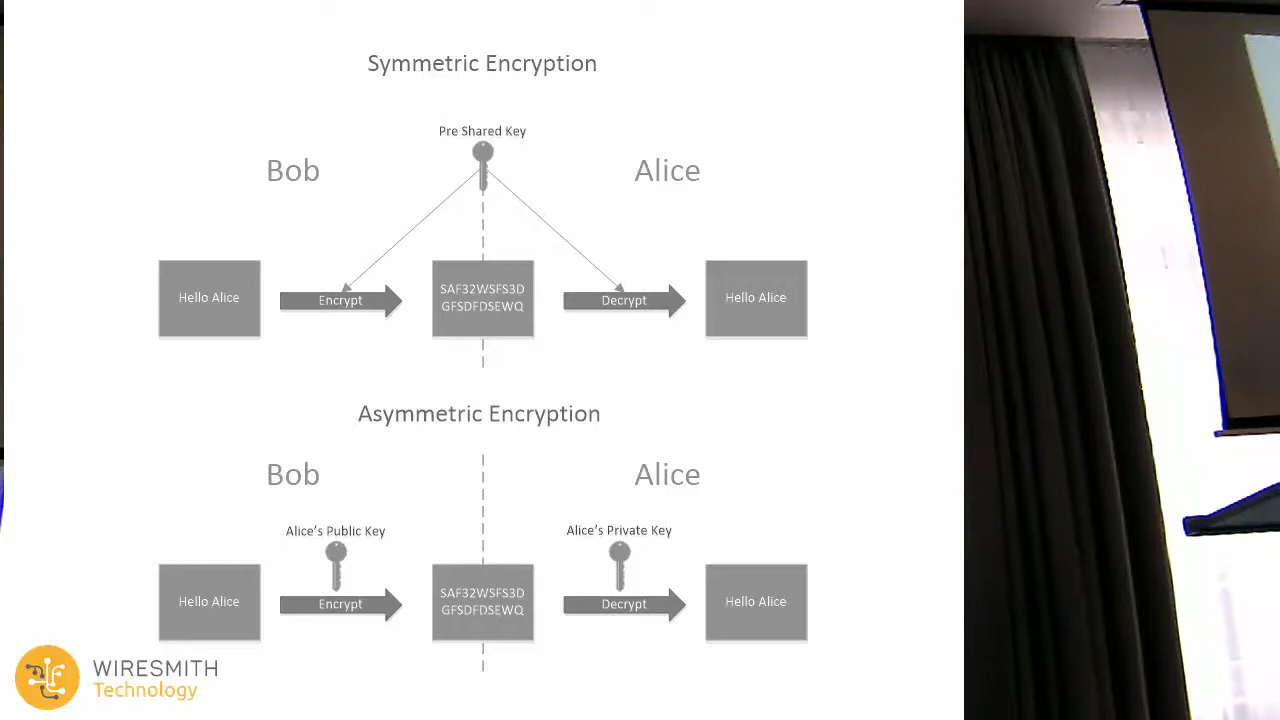 Symmetric Encryption
Pre Shared Key
Bob
Alice
Hello Alice
Encrypt
SAF32WSFS3D
GFSDFDSEWQ
Decrypt
Hello Alice
Asymmetric Encryption
Bob
Alice
Alice's Public Key
Alice's Private Key
Hello Alice
Encrypt
SAF32WSFS3D
GFSDFDSEWQ
Decrypt
Hello Alice
WIRESMITH
Technology